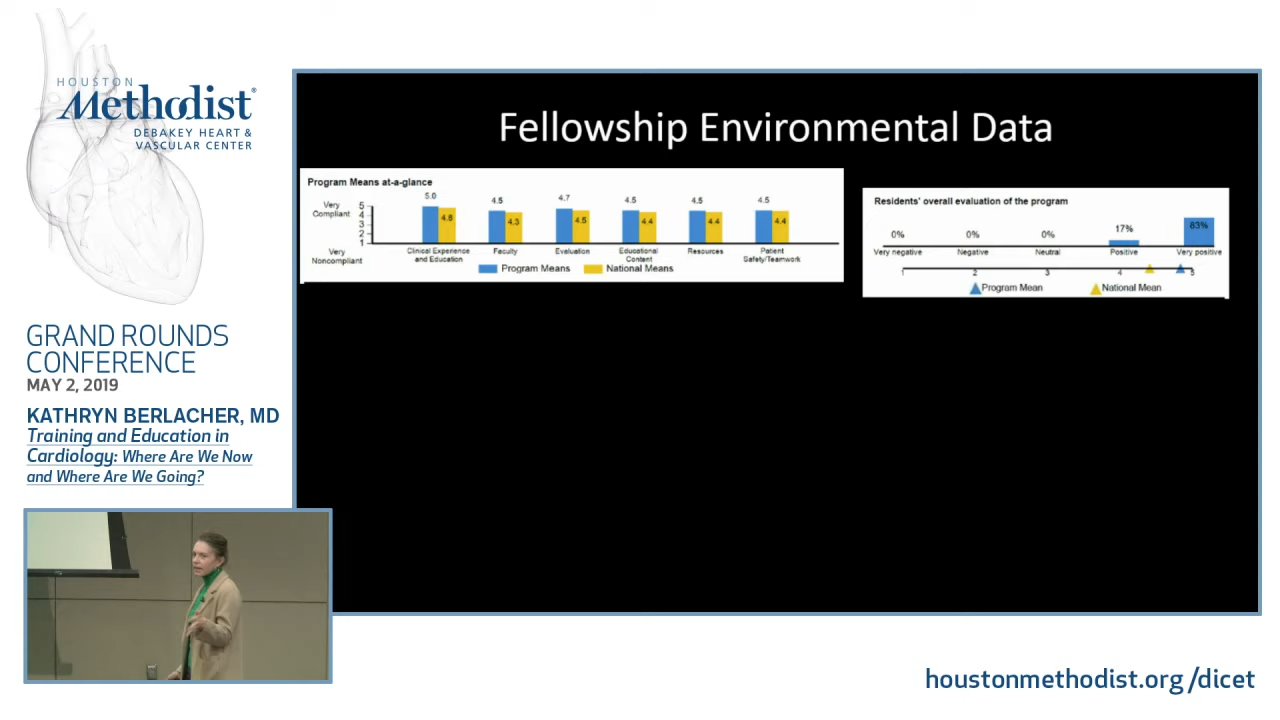 HOUSTON
Methodist®
DEBAKEY HEART &
VASCULAR CENTER
GRAND ROUNDS
CONFERENCE
MAY 2, 2019
KATHRYN BERLACHER, MD
Training and Education in
Cardiology: Where Are We Now
and Where Are We Going?
Fellowship Environmental Data
Program Means at-a-glance
Very
Compliant
5
4
3
2
1
Very
Noncompliant
5.0 4.8 4.5 4.3 4.7 4.5 4.5 4.4 4.5 4.4 4.5 4.4
Clinical Experience
and Education
Faculty
Evaluation
Educational
Content
Resources
Patient
Safety/Teamwork
Program Means National Means
Residents' overall evaluation of the program
0% 0% 0% 17% 83%
Very negative Negative Neutral Positive Very positive
1 2 3 4 5
Program Mean National Mean
houstonmethodist.org/dicet